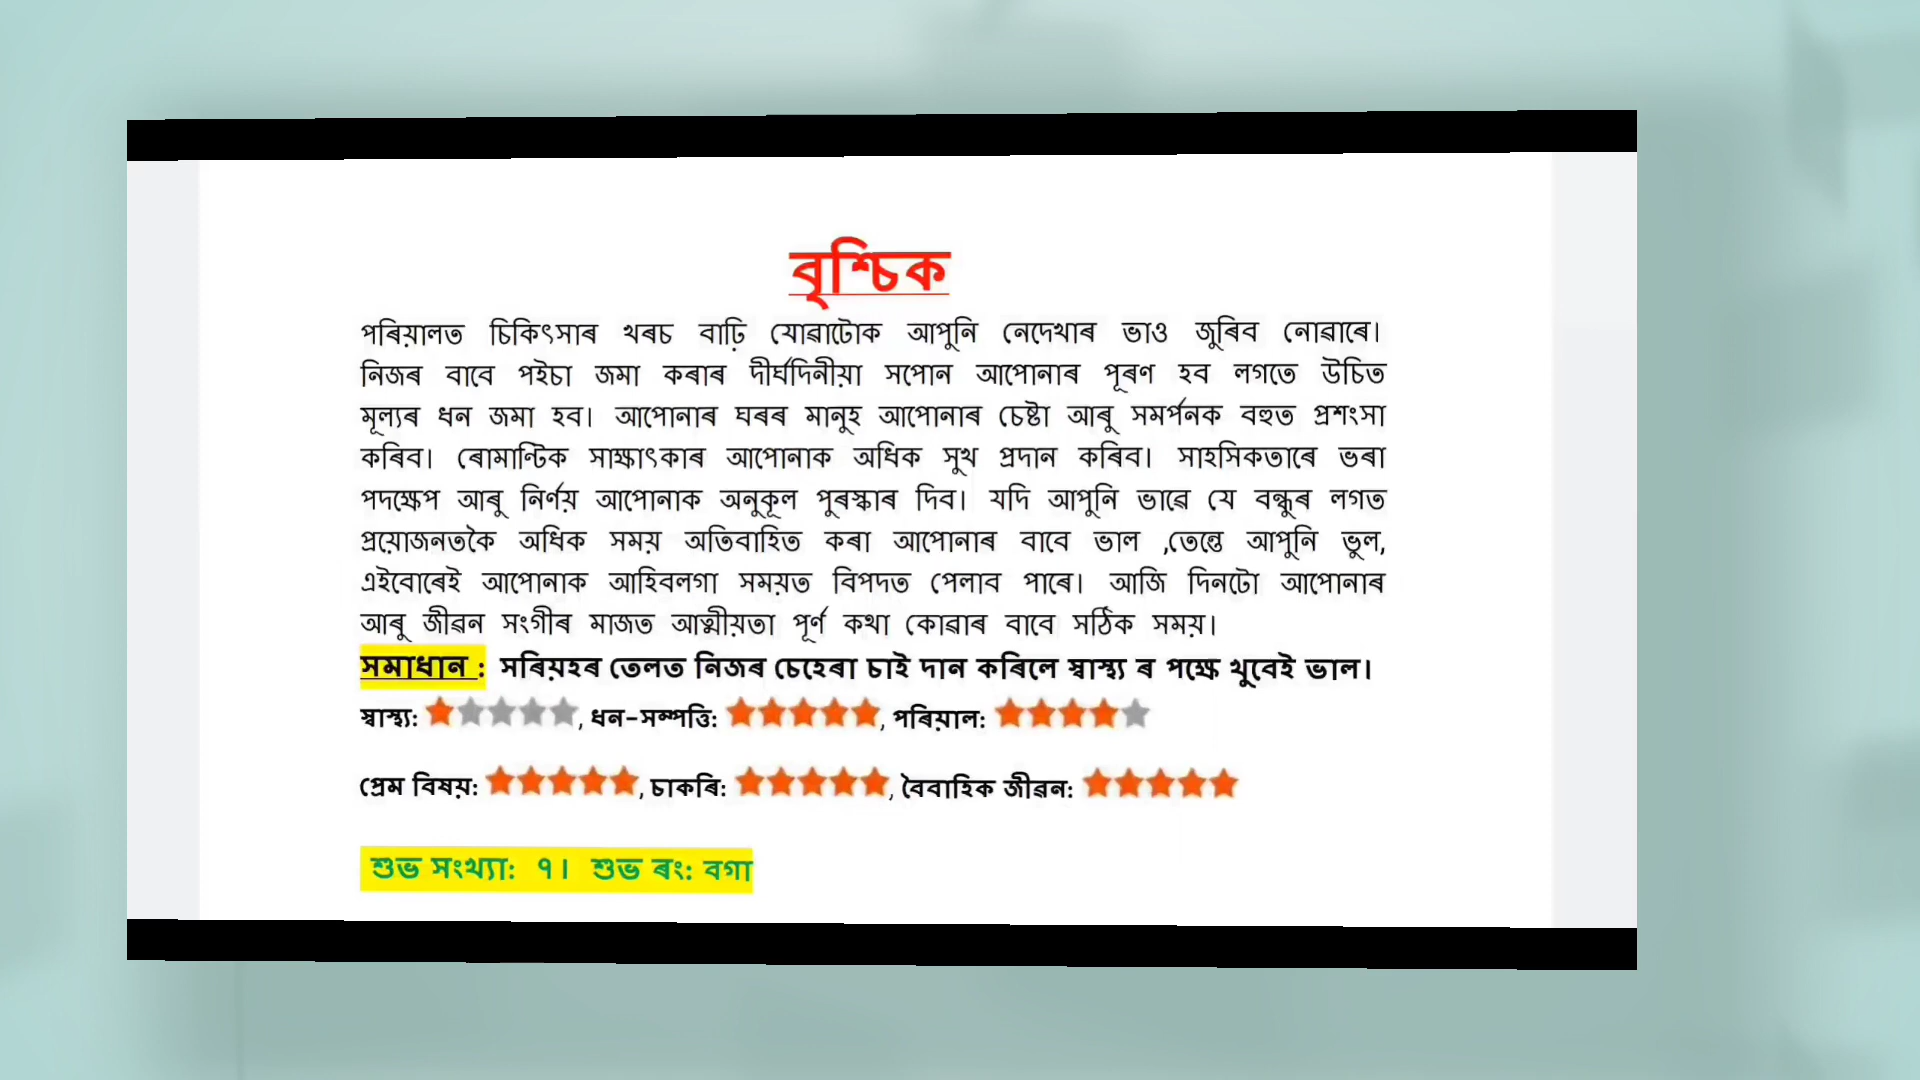 বৃশ্চিক
পৰিয়ালত চিকিৎসাৰ খৰচ বাঢ়ি যোৱাটোক আপুনি নেদেখাৰ ভাও জুৰিব নোৱাৰে।
নিজৰ বাবে পইচা জমা কৰাৰ দীৰ্ঘদিনীয়া সপোন আপোনাৰ পূৰণ হব লগতে উচিত
মূল্যৰ ধন জমা হব। আপোনাৰ ঘৰৰ মানুহ আপোনাৰ চেষ্টা আৰু সমৰ্পনক বহুত প্ৰশংসা
কৰিব। ৰোমাণ্টিক সাক্ষাৎকাৰ আপোনাক অধিক সুখ প্ৰদান কৰিব। সাহসিকতাৰে ভৰা
পদক্ষেপ আৰু নিৰ্ণয় আপোনাক অনুকূল পুৰস্কাৰ দিব। যদি আপুনি ভাৱে যে বন্ধুৰ লগত
প্ৰয়োজনতকৈ অধিক সময় অতিবাহিত কৰা আপোনাৰ বাবে ভাল ,তেন্তে আপুনি ভুল,
এইবোৰেই আপোনাক আহিবলগা সময়ত বিপদত পেলাব পাৰে। আজি দিনটো আপোনাৰ
আৰু জীৱন সংগীৰ মাজত আত্মীয়তা পূৰ্ণ কথা কোৱাৰ বাবে সঠিক সময়।
সমাধান : সৰিয়হৰ তেলত নিজৰ চেহেৰা চাই দান কৰিলে স্বাস্থ্য ৰ পক্ষে খুবেই ভাল।
স্বাস্থ্য: ★☆☆☆☆, ধন-সম্পত্তি: ★★★★★, পৰিয়াল: ★★★★☆
প্ৰেম বিষয়: ★★★★★, চাকৰি: ★★★★★, বৈবাহিক জীৱন: ★★★★★
শুভ সংখ্যা: ৭। শুভ ৰং: বগা